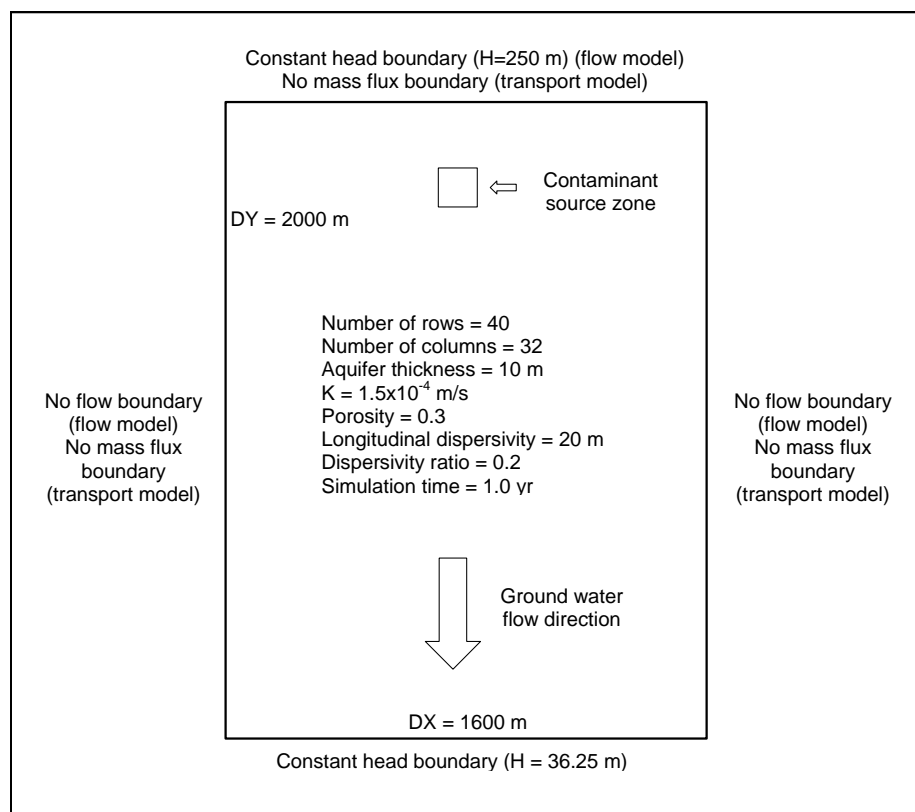 Constant head boundary (H=250 m) (flow model)
No mass flux boundary (transport model)
Contaminant
source zone
DY = 2000 m
Number of rows = 40
Number of columns = 32
Aquifer thickness = 10 m
K = 1.5x10⁻⁴ m/s
Porosity = 0.3
Longitudinal dispersivity = 20 m
Dispersivity ratio = 0.2
Simulation time = 1.0 yr
No flow boundary
(flow model)
No mass flux
boundary
(transport model)
No flow boundary
(flow model)
No mass flux
boundary
(transport model)
Ground water
flow direction
DX = 1600 m
Constant head boundary (H = 36.25 m)